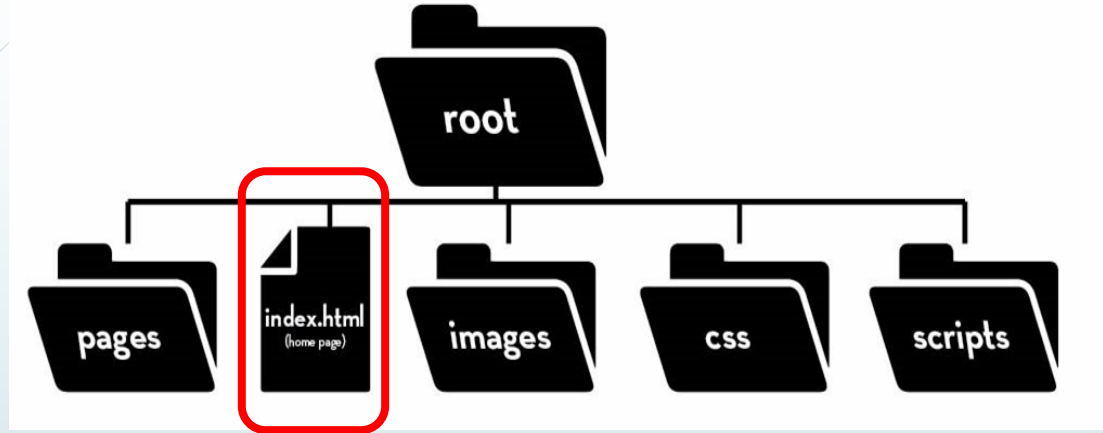 root
pages
index.html
(home page)
images
css
scripts